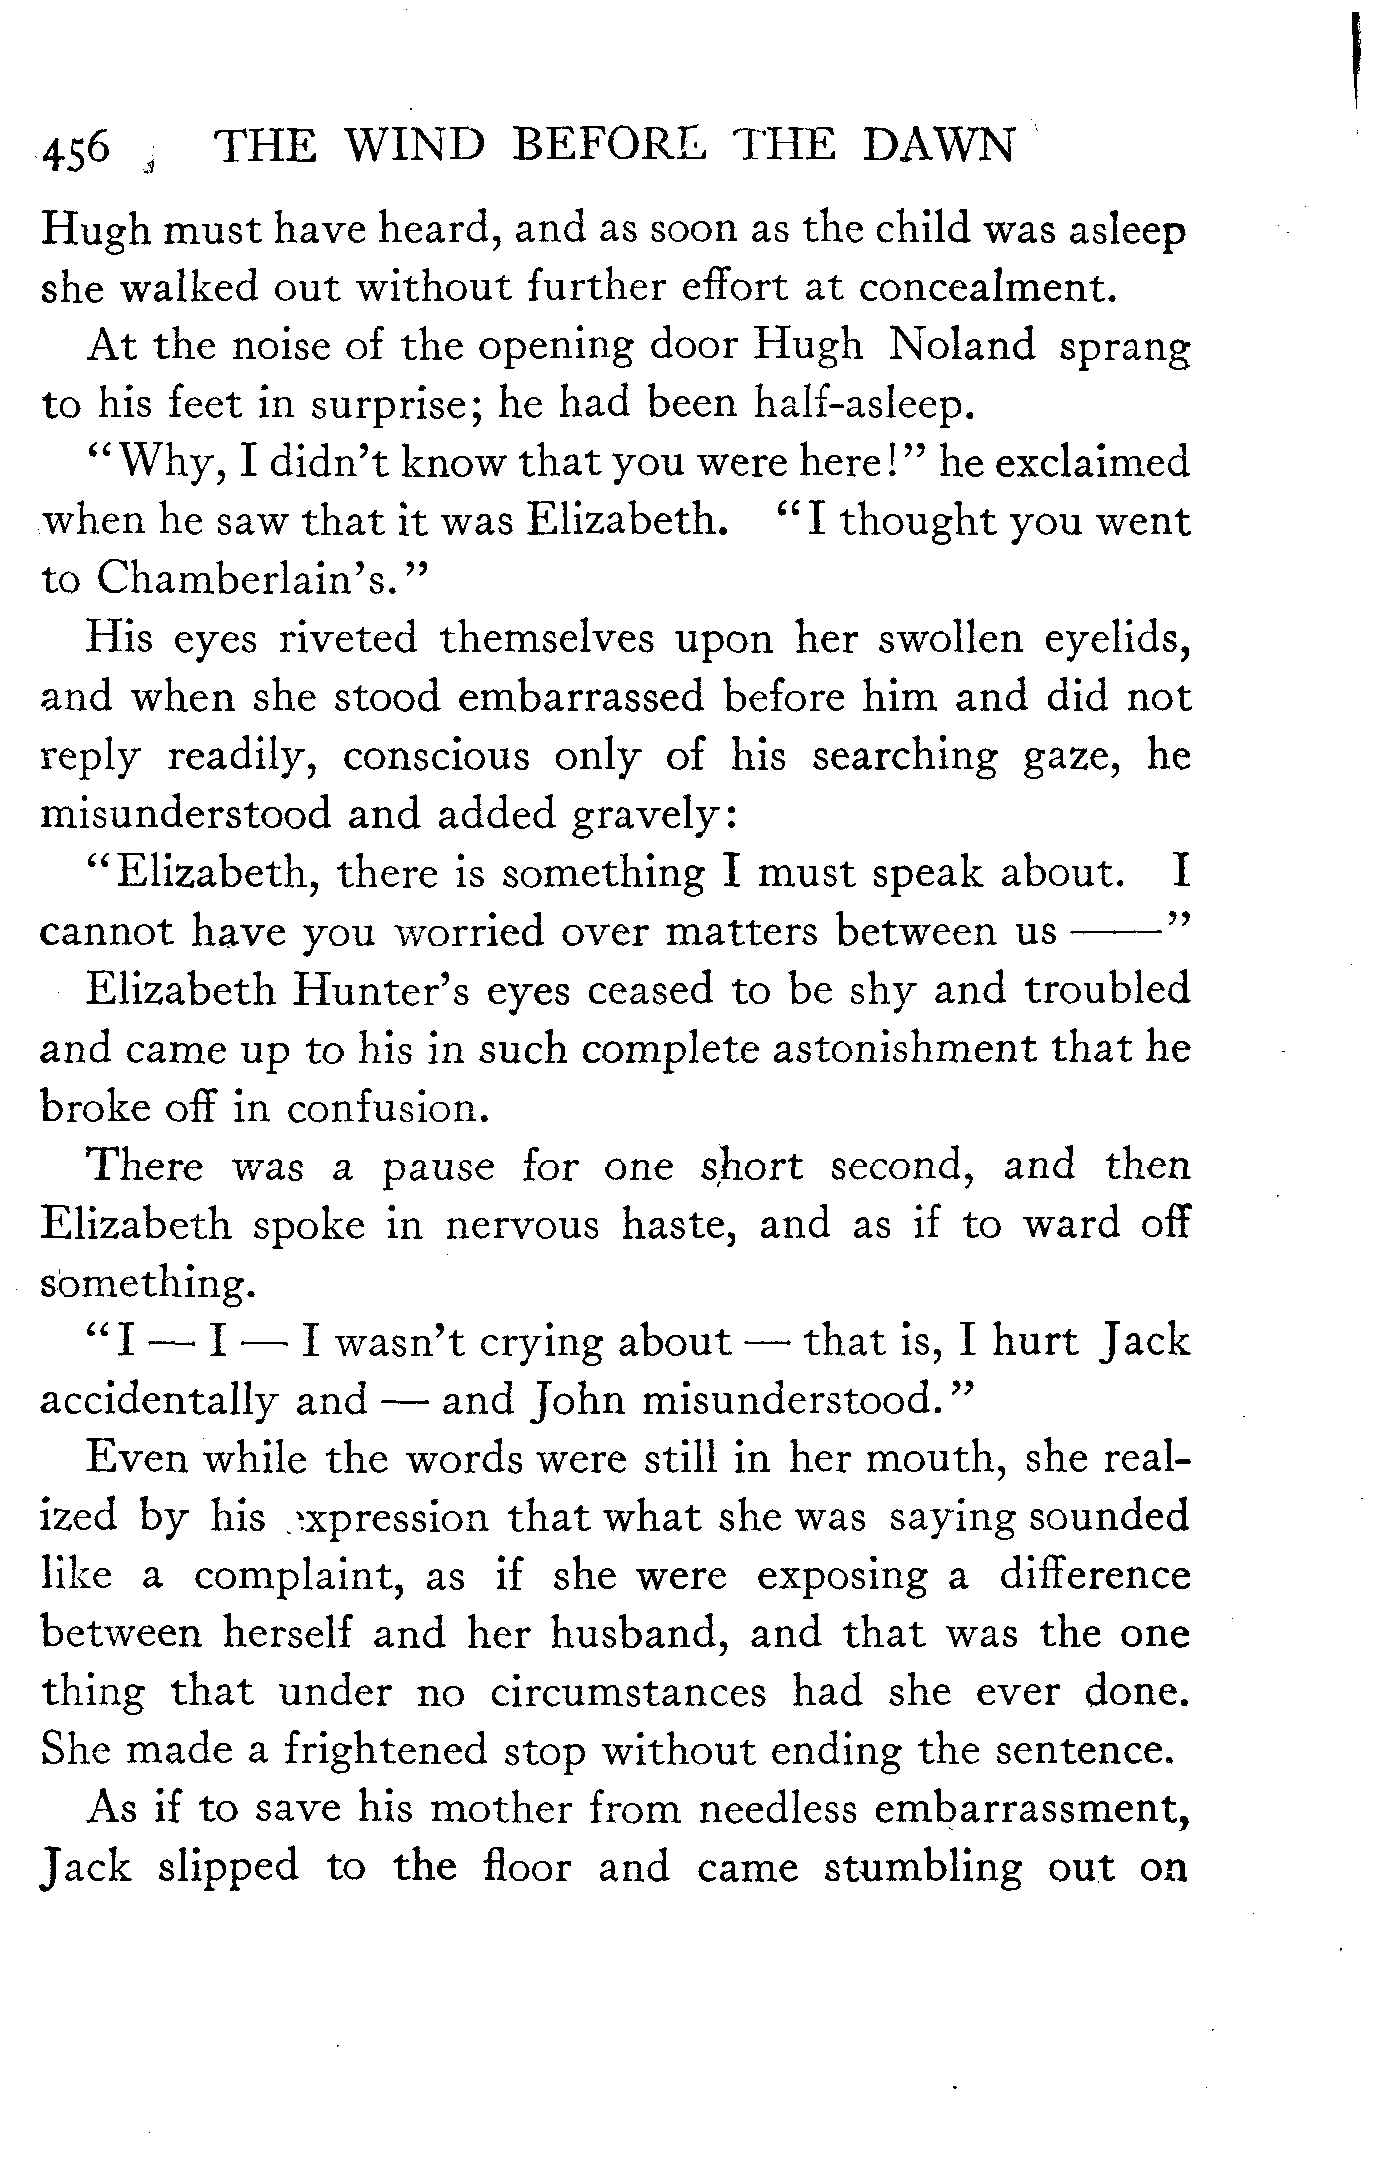 456 THE WIND BEFORE THE DAWN
Hugh must have heard, and as soon as the child was asleep
she walked out without further effort at concealment.
At the noise of the opening door Hugh Noland sprang
to his feet in surprise; he had been half-asleep.
“Why, I didn’t know that you were here!” he exclaimed
when he saw that it was Elizabeth. “I thought you went
to Chamberlain’s.”
His eyes riveted themselves upon her swollen eyelids,
and when she stood embarrassed before him and did not
reply readily, conscious only of his searching gaze, he
misunderstood and added gravely:
“Elizabeth, there is something I must speak about. I
cannot have you worried over matters between us ——”
Elizabeth Hunter’s eyes ceased to be shy and troubled
and came up to his in such complete astonishment that he
broke off in confusion.
There was a pause for one short second, and then
Elizabeth spoke in nervous haste, and as if to ward off
something.
“I — I — I wasn’t crying about — that is, I hurt Jack
accidentally and — and John misunderstood.”
Even while the words were still in her mouth, she real-
ized by his expression that what she was saying sounded
like a complaint, as if she were exposing a difference
between herself and her husband, and that was the one
thing that under no circumstances had she ever done.
She made a frightened stop without ending the sentence.
As if to save his mother from needless embarrassment,
Jack slipped to the floor and came stumbling out on